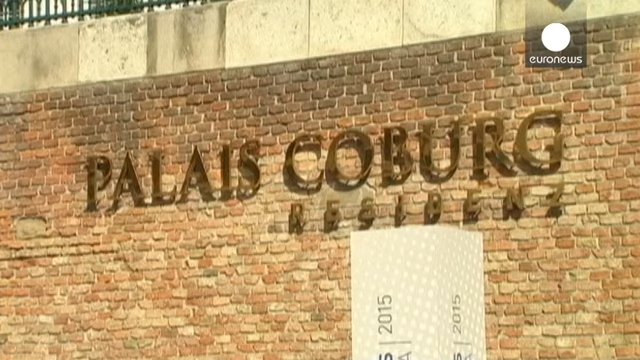 euronews
PALAIS COBURG
RESIDENZ
S | 2015
A | 2015